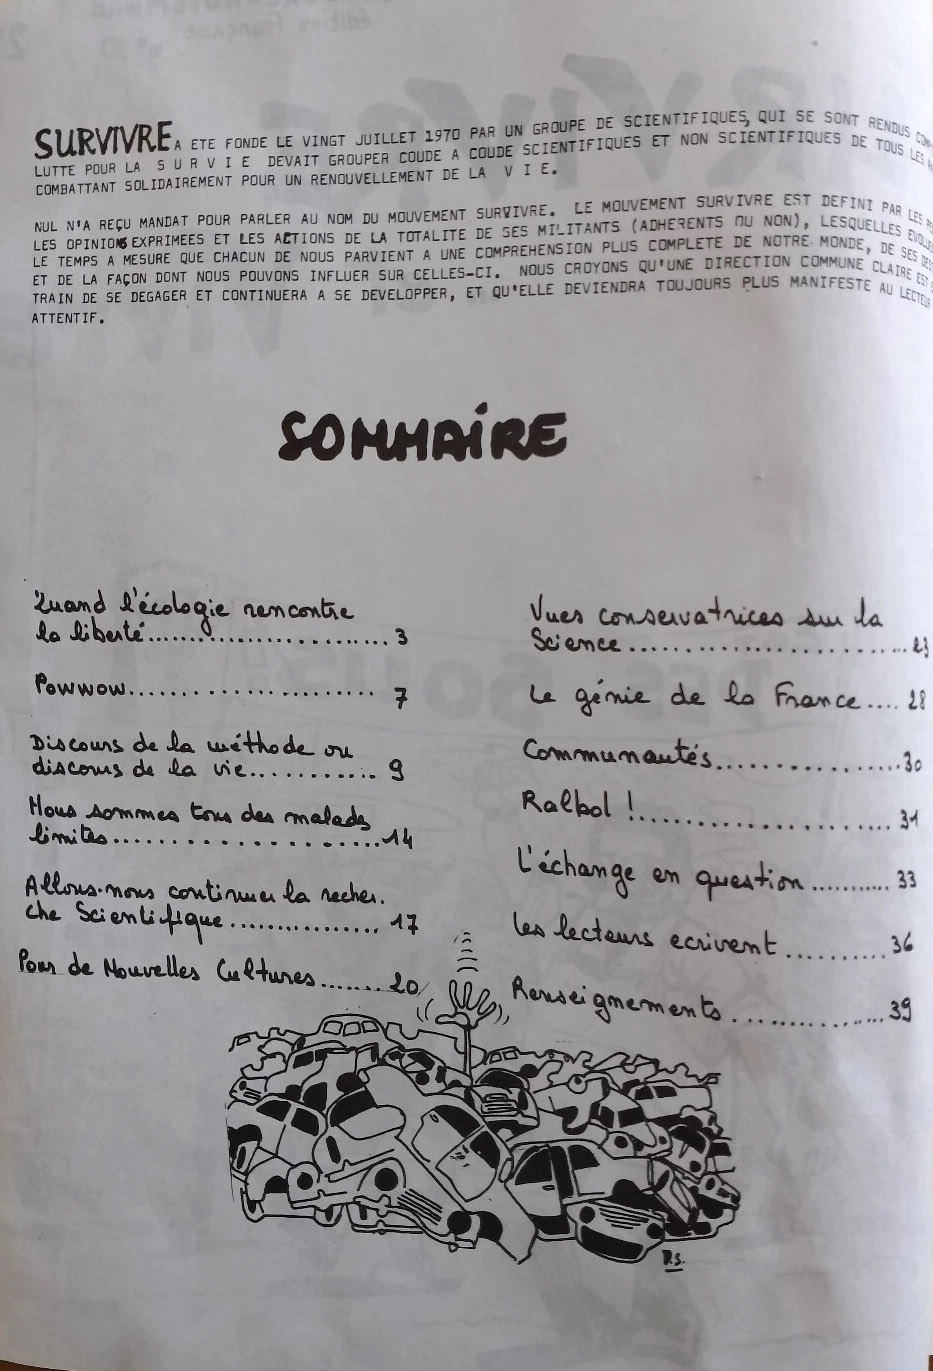 SURVIVRE A ETE FONDE LE VINGT JUILLET 1970 PAR UN GROUPE DE SCIENTIFIQUES, QUI SE SONT RENDUS
LUTTE POUR LA S U R V I E DEVAIT GROUPER COUDE A COUDE SCIENTIFIQUES ET NON SCIENTIFIQUES DE TOUS LES
COMBATTANT SOLIDAIREMENT POUR UN RENOUVELLEMENT DE LA V I E.
NUL N'A REÇU MANDAT POUR PARLER AU NOM DU MOUVEMENT SURVIVRE. LE MOUVEMENT SURVIVRE EST DEFINI PAR LES
LES OPINIONS EXPRIMEES ET LES ACTIONS DE LA TOTALITE DE SES MILITANTS (ADHERENTS OU NON), LESQUELLES
LE TEMPS A MESURE QUE CHACUN DE NOUS PARVIENT A UNE COMPREHENSION PLUS COMPLETE DE NOTRE MONDE, DE SES
ET DE LA FAÇON DONT NOUS POUVONS INFLUER SUR CELLES-CI. NOUS CROYONS QU'UNE DIRECTION COMMUNE CLAIRE EST
TRAIN DE SE DEGAGER ET CONTINUERA A SE DEVELOPPER, ET QU'ELLE DEVIENDRA TOUJOURS PLUS MANIFESTE AU LECTEUR
ATTENTIF.
SOMMAIRE
Quand l'écologie rencontre
la liberté........................3
Powwow...................... 7
Discours de la méthode ou
discours de la vie............ 9
Nous sommes tous des malades
limites.....................14
Allons-nous continuer la recher-
che Scientifique............... 17
Pour de Nouvelles Cultures.......20
Vues conservatrices sur la
Science..........................23
Le génie de la France.... 28
Communautés..................30
Ralbol !....................... 31
L'échange en question........... 33
Les lecteurs ecrivent.......... 36
Renseignements............... 39
D.S.